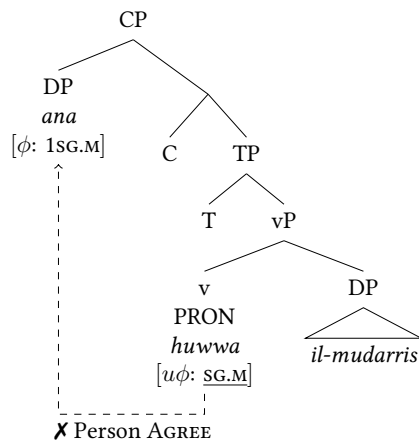 CP
DP
ana
[ϕ: 1SG.M]
C
TP
T
vP
v
PRON
huwwa
[uϕ: SG.M]
DP
il-mudarris
✗ Person AGREE